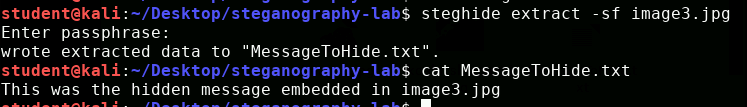 student@kali:~/Desktop/steganography-lab$ steghide extract -sf image3.jpg
Enter passphrase:
wrote extracted data to "MessageToHide.txt".
student@kali:~/Desktop/steganography-lab$ cat MessageToHide.txt
This was the hidden message embedded in image3.jpg
student@kali:~/Desktop/steganography-lab$